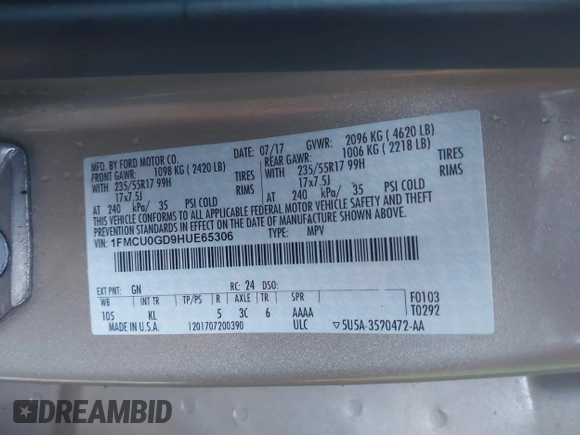 MFD. BY FORD MOTOR CO.
DATE: 07/17 GVWR: 2096 KG ( 4620 LB)
FRONT GAWR: 1098 KG ( 2420 LB) REAR GAWR: 1006 KG ( 2218 LB)
WITH 235/55R17 99H TIRES WITH 235/55R17 99H TIRES
17x7.5J RIMS 17x7.5J RIMS
AT 240 kPa/ 35 PSI COLD AT 240 kPa/ 35 PSI COLD
THIS VEHICLE CONFORMS TO ALL APPLICABLE FEDERAL MOTOR VEHICLE SAFETY AND BUMPER
AND THEFT PREVENTION STANDARDS IN EFFECT ON THE DATE OF MANUFACTURE SHOWN ABOVE.
VIN: 1FMCU0GD9HUE65306 TYPE: MPV
EXT PNT: GN RC: 24 DSO: F0103
WB INT TR TP/PS R AXLE TR SPR T0292
105 KL 5 3C 6 AAAA
MADE IN U.S.A. 1201707200390 ULC ▽5U5A-3590472-AA
DREAMBID